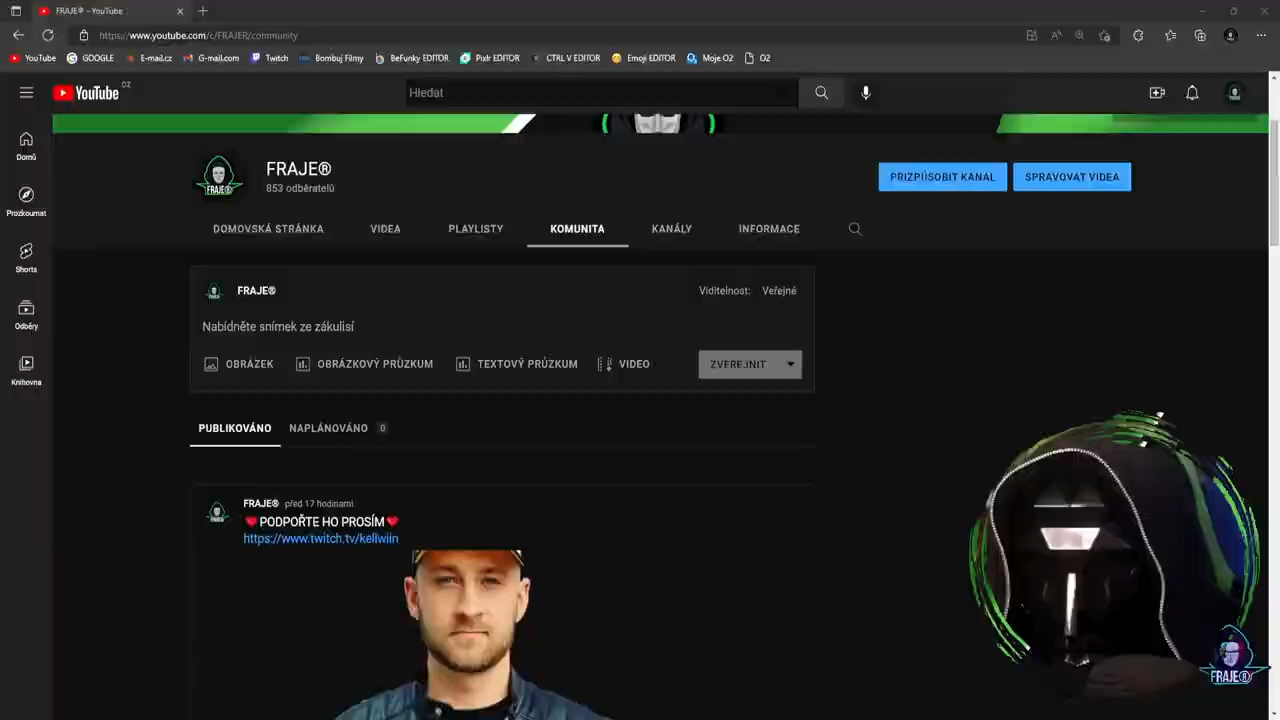 FRAJE® - YouTube
https://www.youtube.com/c/FRAJER/community
YouTube GOOGLE E-mail.cz G-mail.com Twitch Bombuj Filmy BeFunky EDITOR Pixlr EDITOR CTRL V EDITOR Emoji EDITOR Moje O2 O2
YouTube CZ
Hledat
Domů
Prozkoumat
Shorts
Odběry
Knihovna
FRAJE®
853 odběratelů
PŘIZPŮSOBIT KANÁL SPRAVOVAT VIDEA
DOMOVSKÁ STRÁNKA VIDEA PLAYLISTY KOMUNITA KANÁLY INFORMACE
FRAJE® Viditelnost: Veřejné
Nabídněte snímek ze zákulisí
OBRÁZEK OBRÁZKOVÝ PRŮZKUM TEXTOVÝ PRŮZKUM VIDEO ZVEŘEJNIT
PUBLIKOVÁNO NAPLÁNOVÁNO 0
FRAJE® před 17 hodinami
❤️PODPOŘTE HO PROSÍM❤️
https://www.twitch.tv/kellwiin
FRAJE®